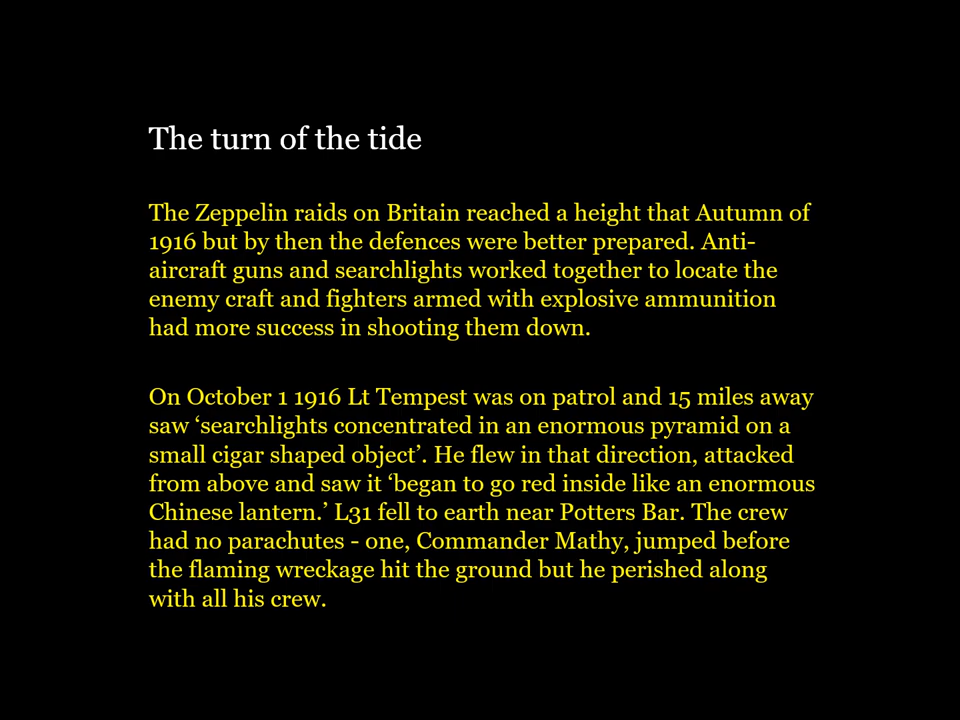 The turn of the tide
The Zeppelin raids on Britain reached a height that Autumn of
1916 but by then the defences were better prepared. Anti-
aircraft guns and searchlights worked together to locate the
enemy craft and fighters armed with explosive ammunition
had more success in shooting them down.
On October 1 1916 Lt Tempest was on patrol and 15 miles away
saw ‘searchlights concentrated in an enormous pyramid on a
small cigar shaped object’. He flew in that direction, attacked
from above and saw it ‘began to go red inside like an enormous
Chinese lantern.’ L31 fell to earth near Potters Bar. The crew
had no parachutes - one, Commander Mathy, jumped before
the flaming wreckage hit the ground but he perished along
with all his crew.